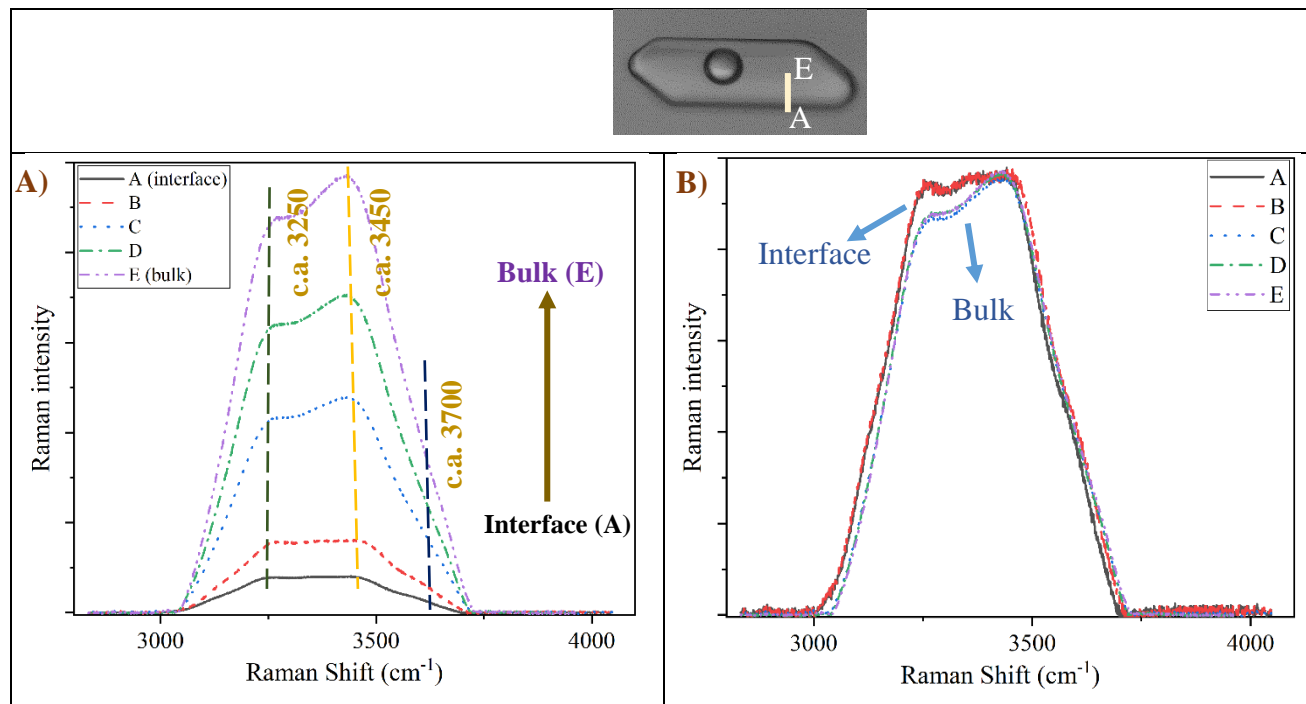 E
A
A)
A (interface)
B
C
D
E (bulk)
c.a. 3250
c.a. 3450
c.a. 3700
Bulk (E)
Interface (A)
Raman intensity
3000 3500 4000
Raman Shift (cm-1)
B)
A
B
C
D
E
Interface
Bulk
Raman intensity
3000 3500 4000
Raman Shift (cm-1)